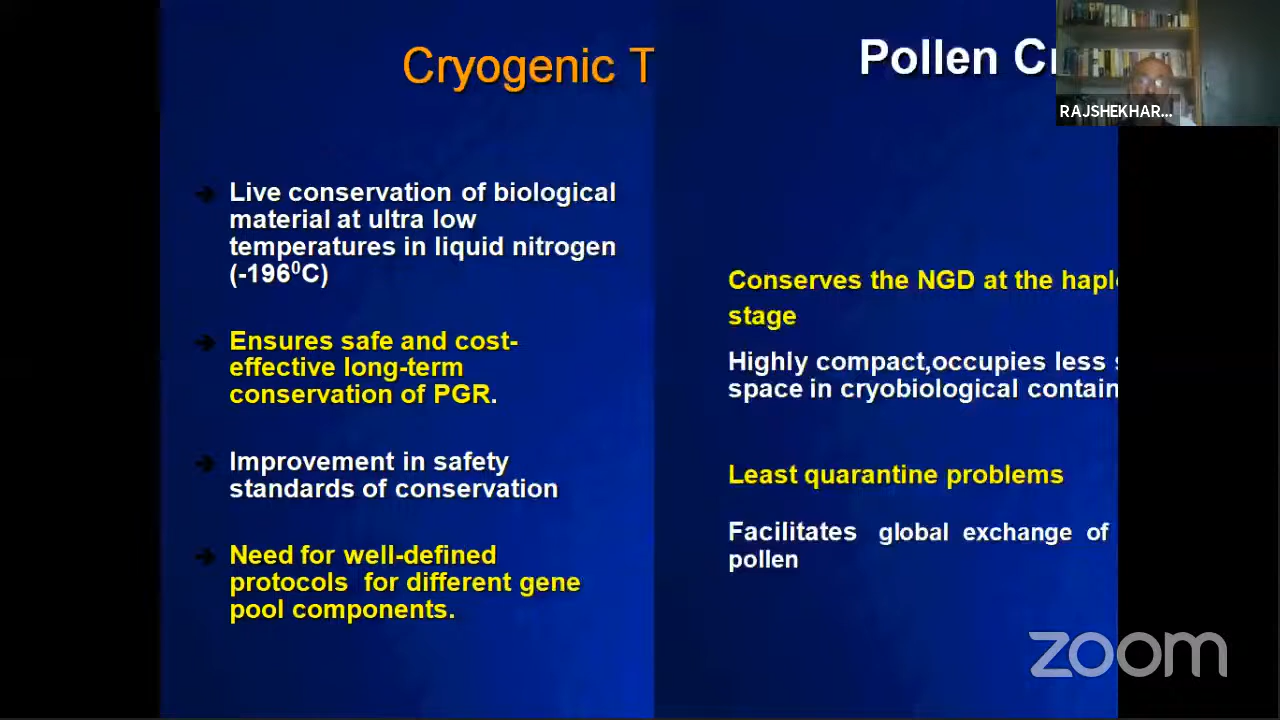 Cryogenic T
Live conservation of biological
material at ultra low
temperatures in liquid nitrogen
(-196⁰C)
Ensures safe and cost-
effective long-term
conservation of PGR.
Improvement in safety
standards of conservation
Need for well-defined
protocols for different gene
pool components.
Pollen Cr
Conserves the NGD at the haplo
stage
Highly compact,occupies less s
space in cryobiological contain
Least quarantine problems
Facilitates global exchange of
pollen
RAJSHEKHAR...
zoom